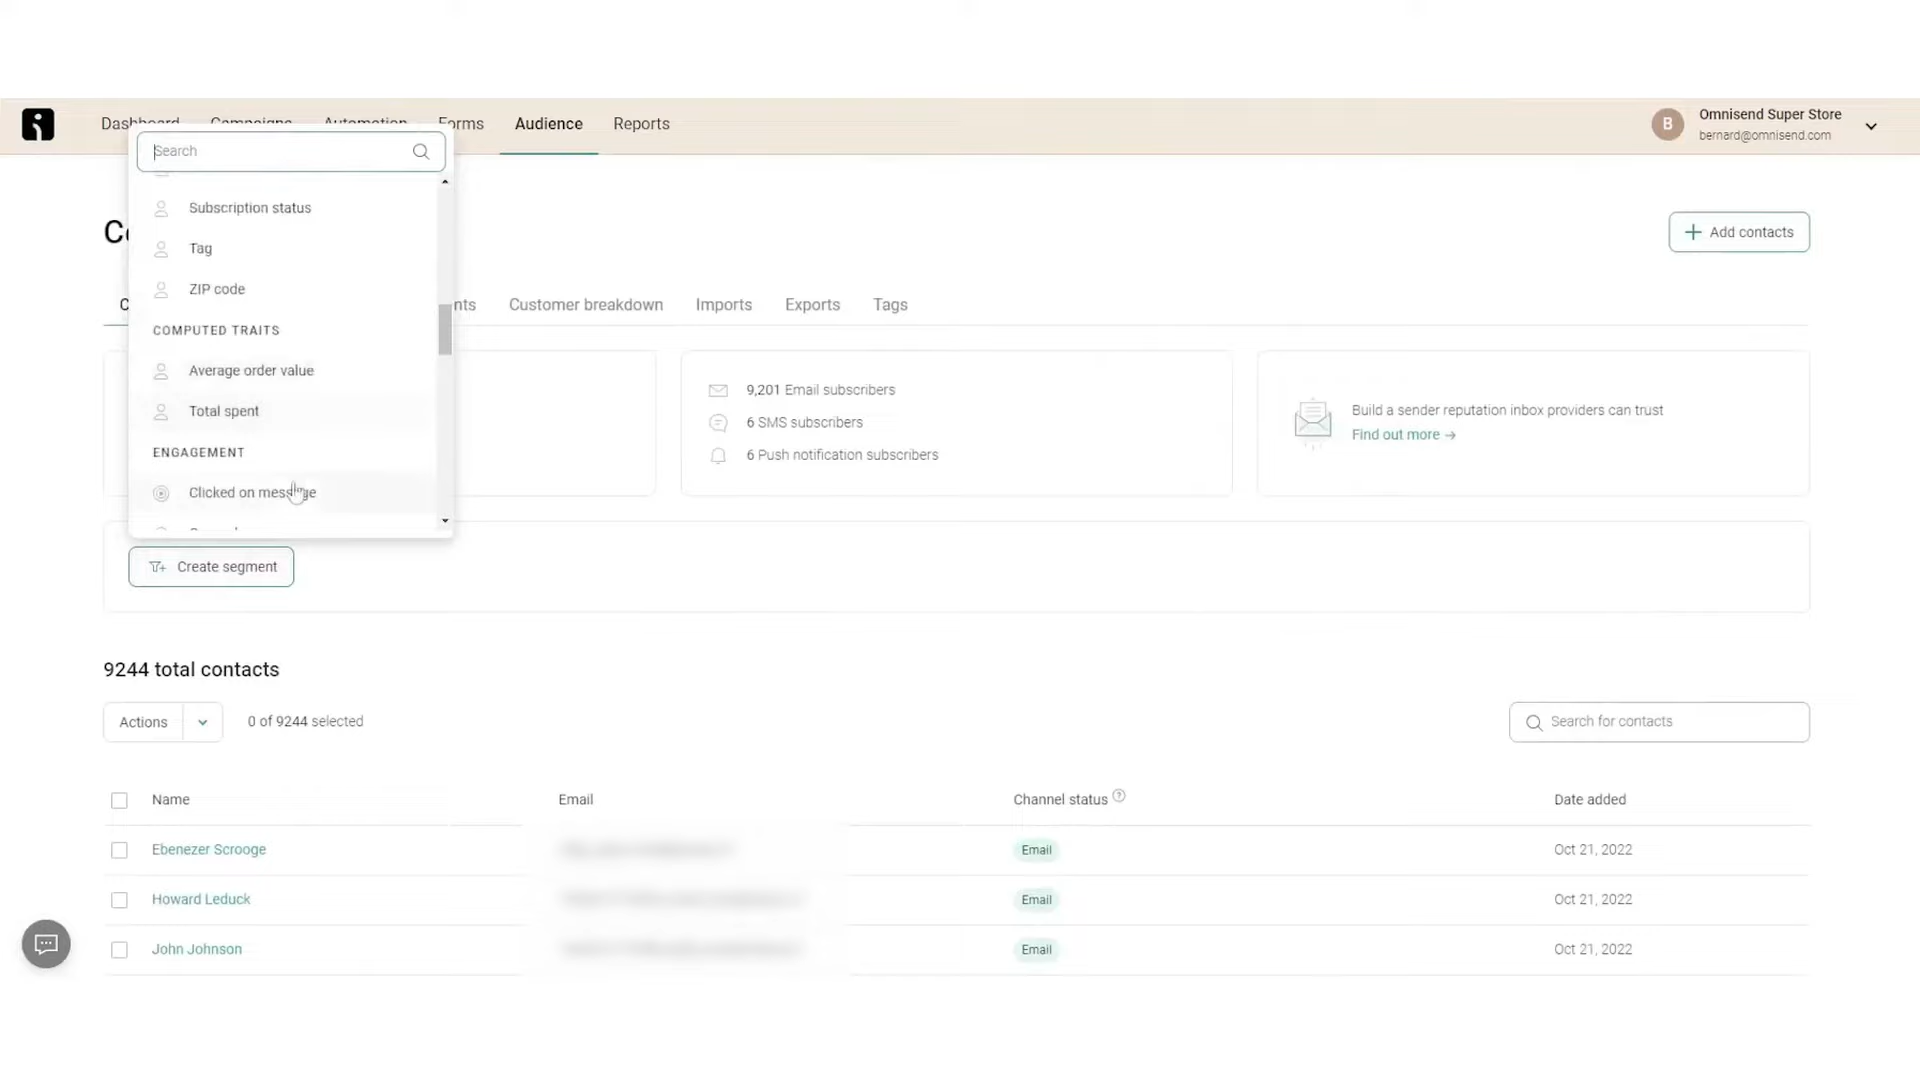 Dashboard Campaigns Automation Forms Audience Reports
Omnisend Super Store
B
bernard@omnisend.com
Search
Subscription status
Tag
ZIP code
COMPUTED TRAITS
Average order value
Total spent
ENGAGEMENT
Clicked on message
Add contacts
Customer breakdown Imports Exports Tags
9,201 Email subscribers
6 SMS subscribers
6 Push notification subscribers
Build a sender reputation inbox providers can trust
Find out more →
Create segment
9244 total contacts
Actions 0 of 9244 selected
Search for contacts
Name Email Channel status Date added
Ebenezer Scrooge Email Oct 21, 2022
Howard Leduck Email Oct 21, 2022
John Johnson Email Oct 21, 2022